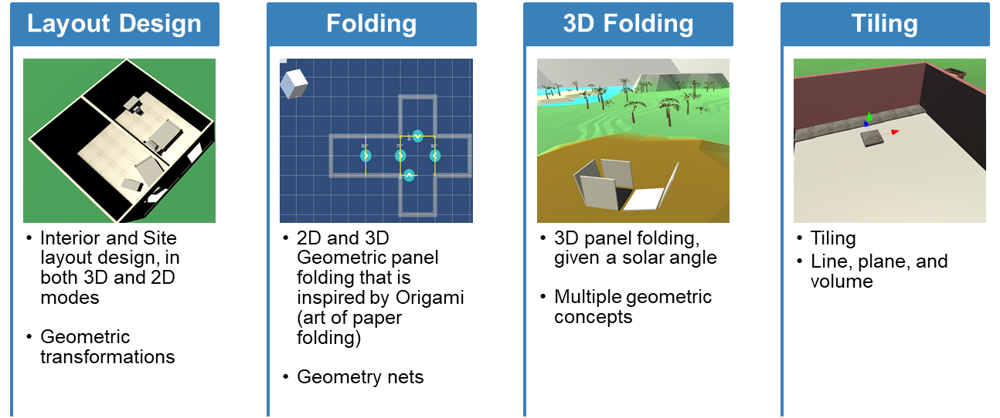 Layout Design
• Interior and Site
layout design, in
both 3D and 2D
modes
• Geometric
transformations
Folding
90°
75°
90°
• 2D and 3D
Geometric panel
folding that is
inspired by Origami
(art of paper
folding)
• Geometry nets
3D Folding
• 3D panel folding,
given a solar angle
• Multiple geometric
concepts
Tiling
• Tiling
• Line, plane, and
volume